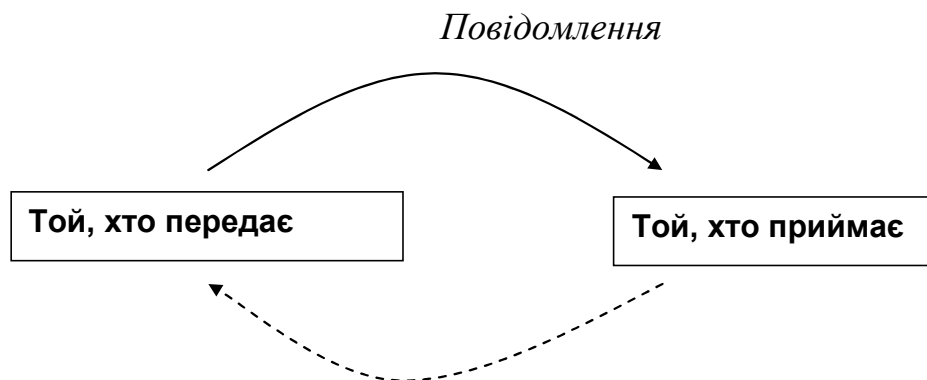 Повідомлення
Той, хто передає
Той, хто приймає